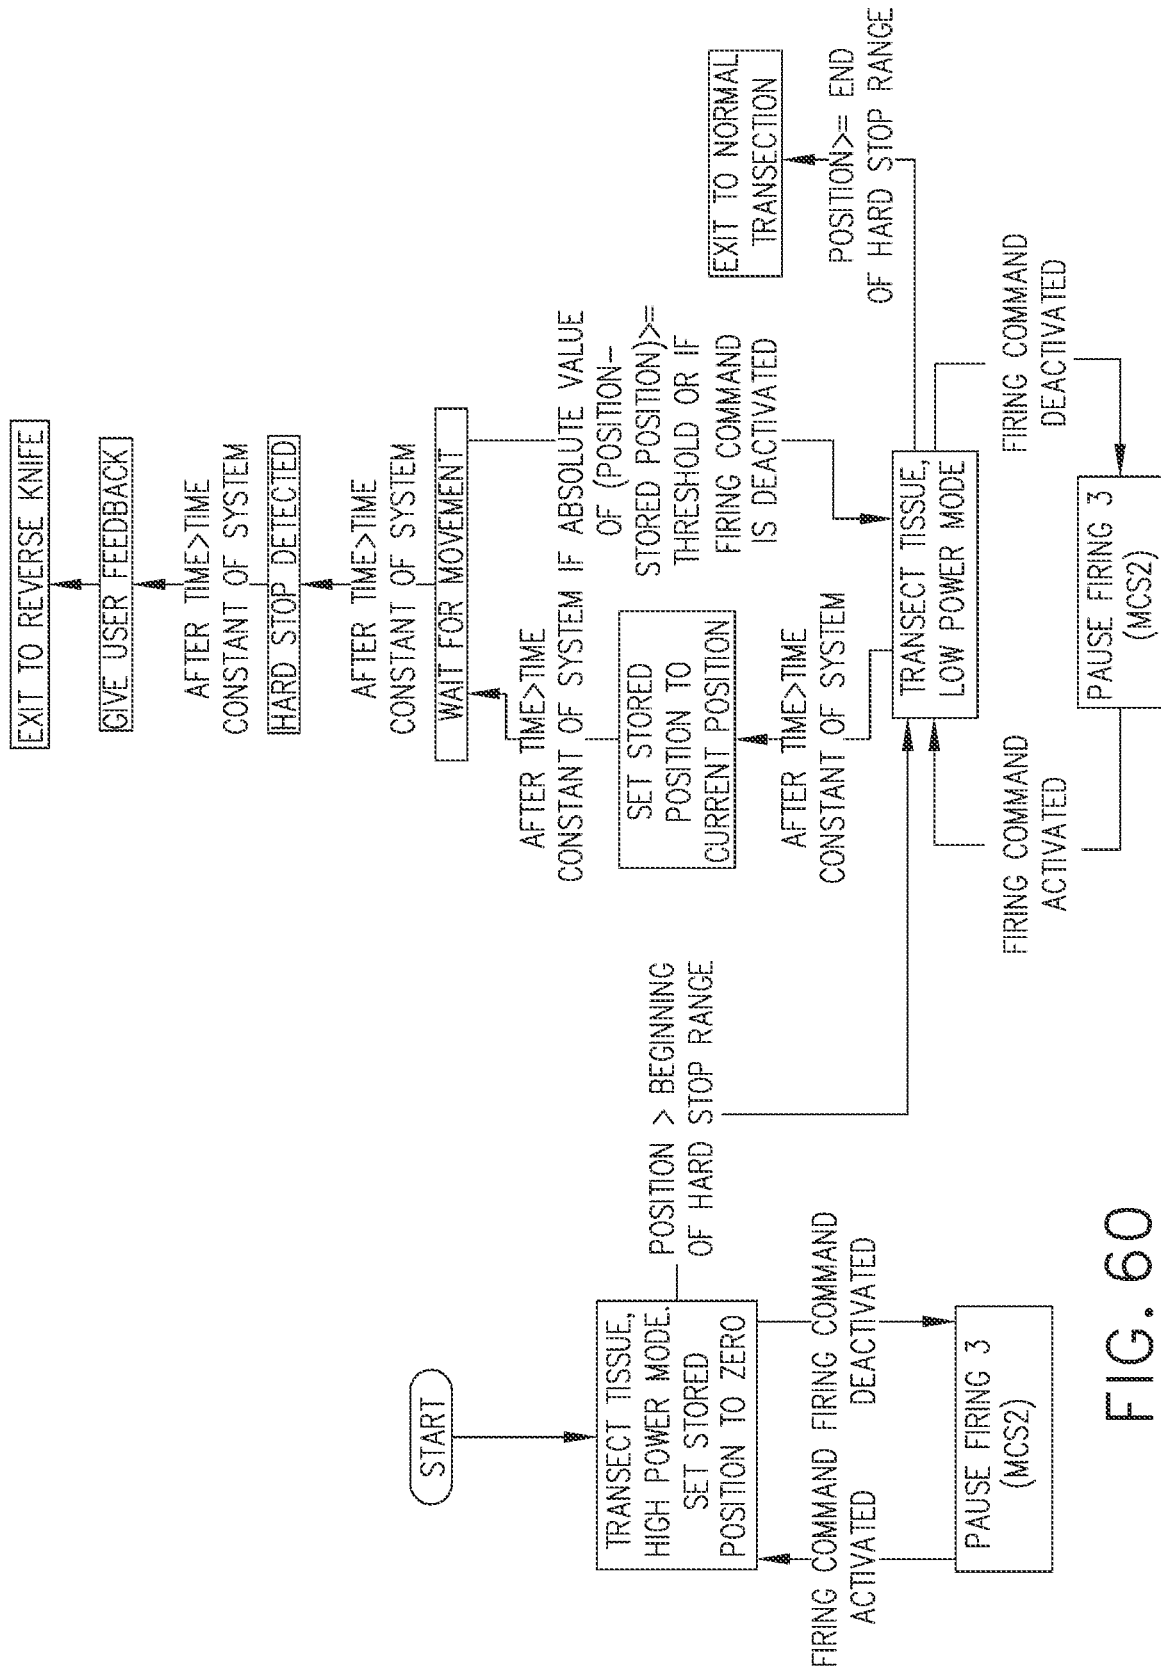 START
TRANSECT TISSUE,
HIGH POWER MODE.
SET STORED
POSITION TO ZERO
FIRING COMMAND
ACTIVATED
FIRING COMMAND
DEACTIVATED
PAUSE FIRING 3
(MCS2)
POSITION > BEGINNING
OF HARD STOP RANGE
EXIT TO REVERSE KNIFE
GIVE USER FEEDBACK
AFTER TIME>TIME
CONSTANT OF SYSTEM
HARD STOP DETECTED
AFTER TIME>TIME
CONSTANT OF SYSTEM
WAIT FOR MOVEMENT
AFTER TIME>TIME
CONSTANT OF SYSTEM
IF ABSOLUTE VALUE
OF (POSITION-
STORED POSITION)>=
THRESHOLD OR IF
FIRING COMMAND
IS DEACTIVATED
SET STORED
POSITION TO
CURRENT POSITION
AFTER TIME>TIME
CONSTANT OF SYSTEM
TRANSECT TISSUE,
LOW POWER MODE
EXIT TO NORMAL
TRANSECTION
POSITION>= END
OF HARD STOP RANGE
FIRING COMMAND
ACTIVATED
FIRING COMMAND
DEACTIVATED
PAUSE FIRING 3
(MCS2)
FIG. 60